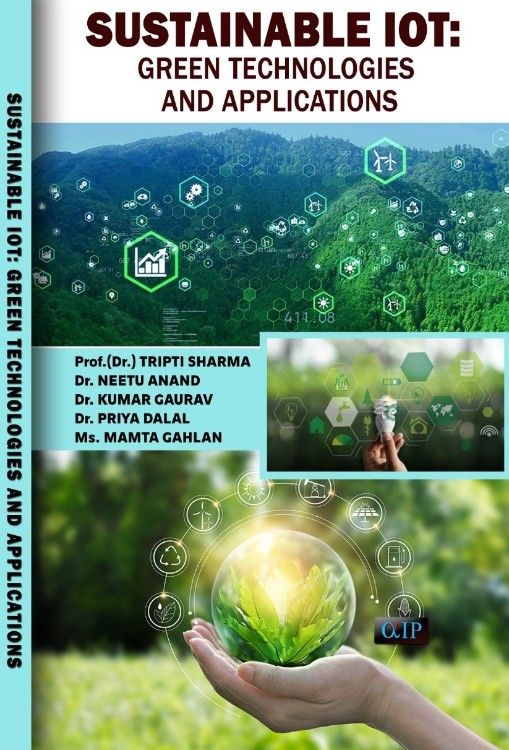 SUSTAINABLE IOT: GREEN TECHNOLOGIES AND APPLICATIONS
SUSTAINABLE IOT:
GREEN TECHNOLOGIES
AND APPLICATIONS
411.08
Prof.(Dr.) TRIPTI SHARMA
Dr. NEETU ANAND
Dr. KUMAR GAURAV
Dr. PRIYA DALAL
Ms. MAMTA GAHLAN
αIP